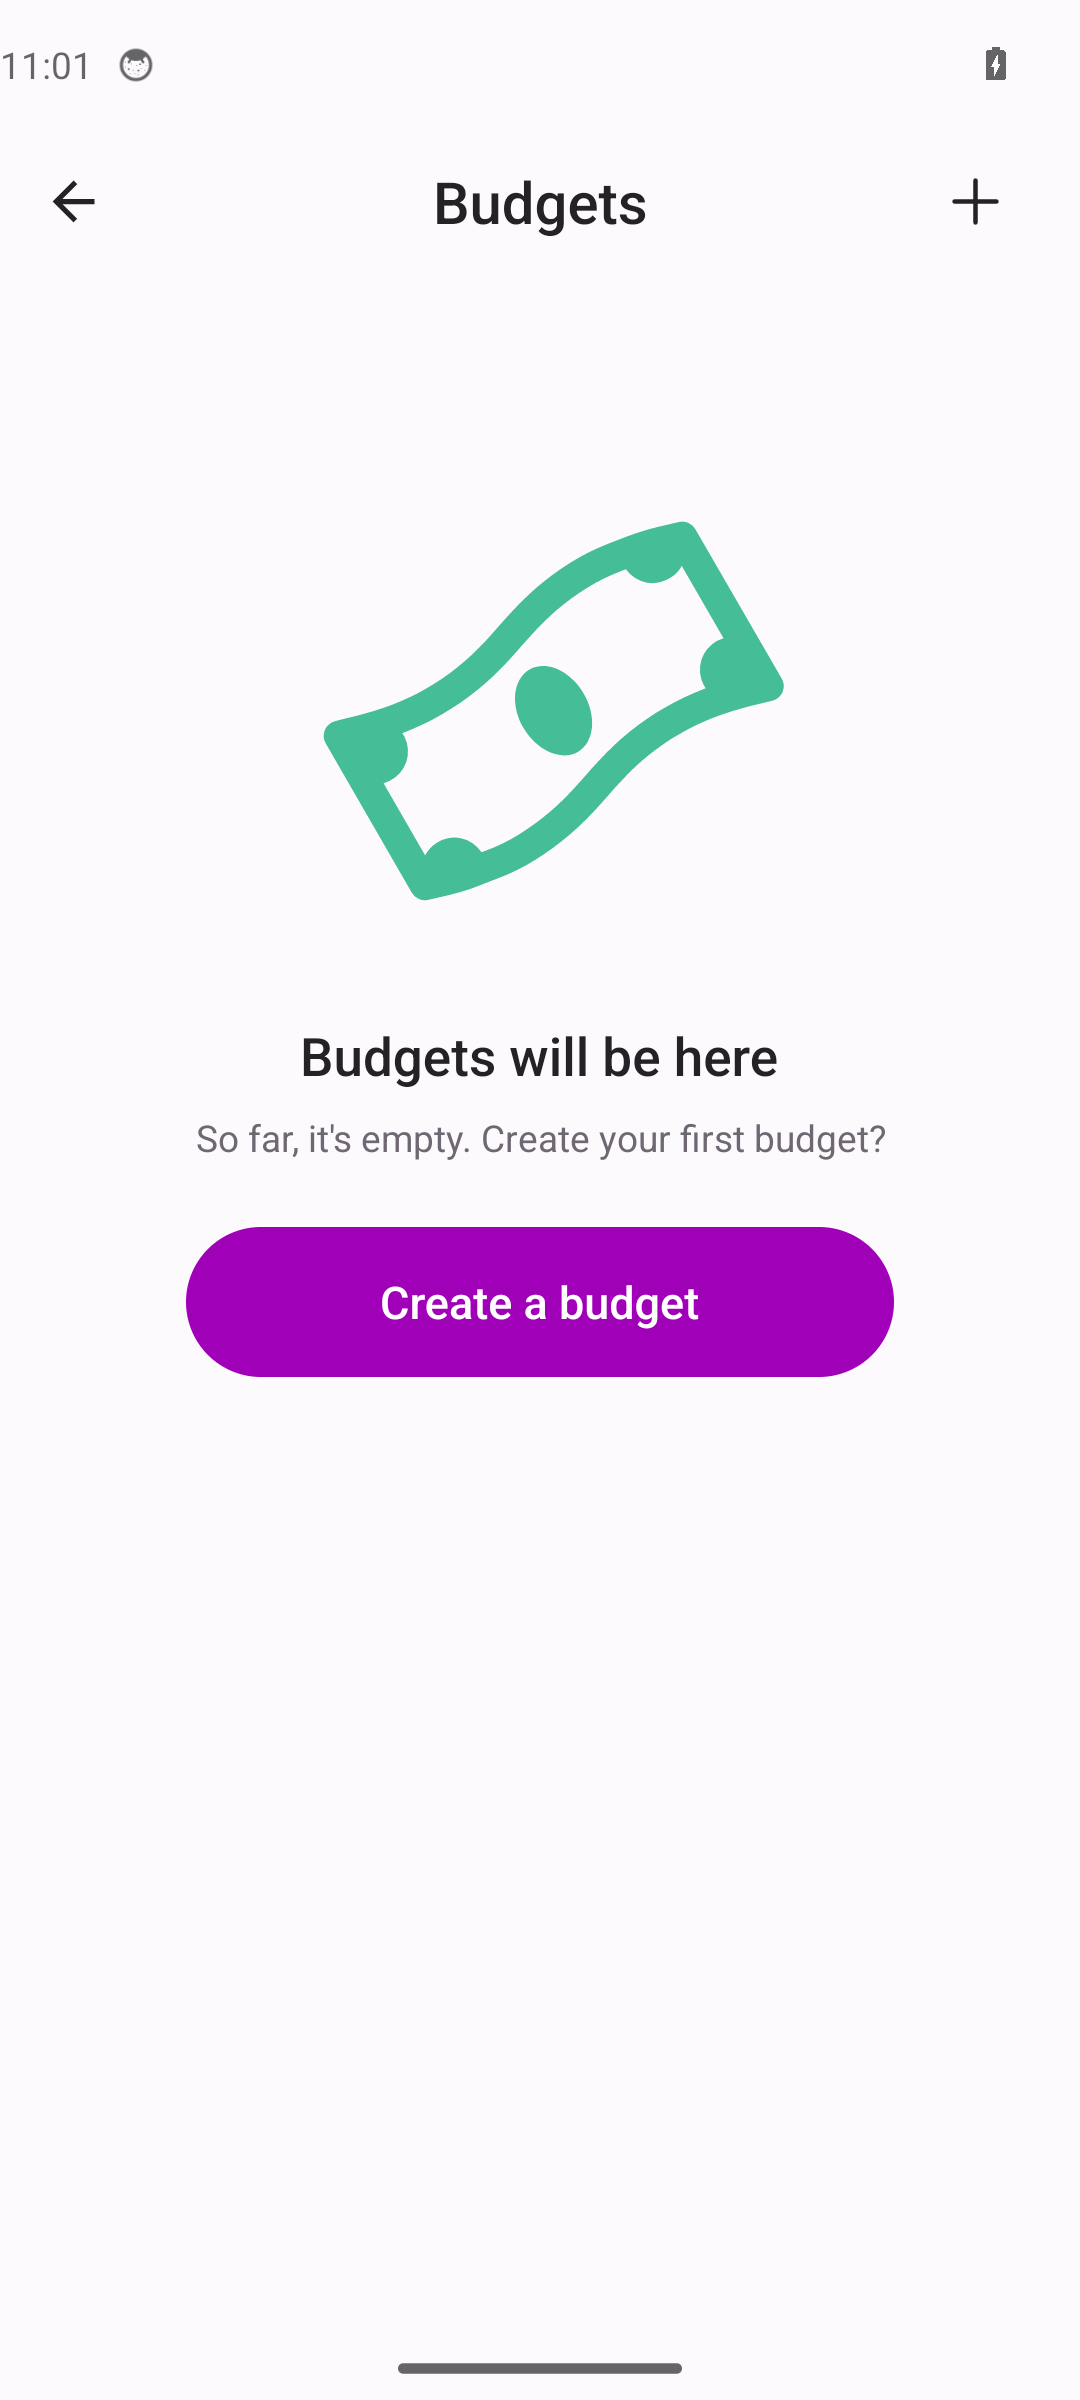 11:01
Budgets
Budgets will be here
So far, it's empty. Create your first budget?
Create a budget